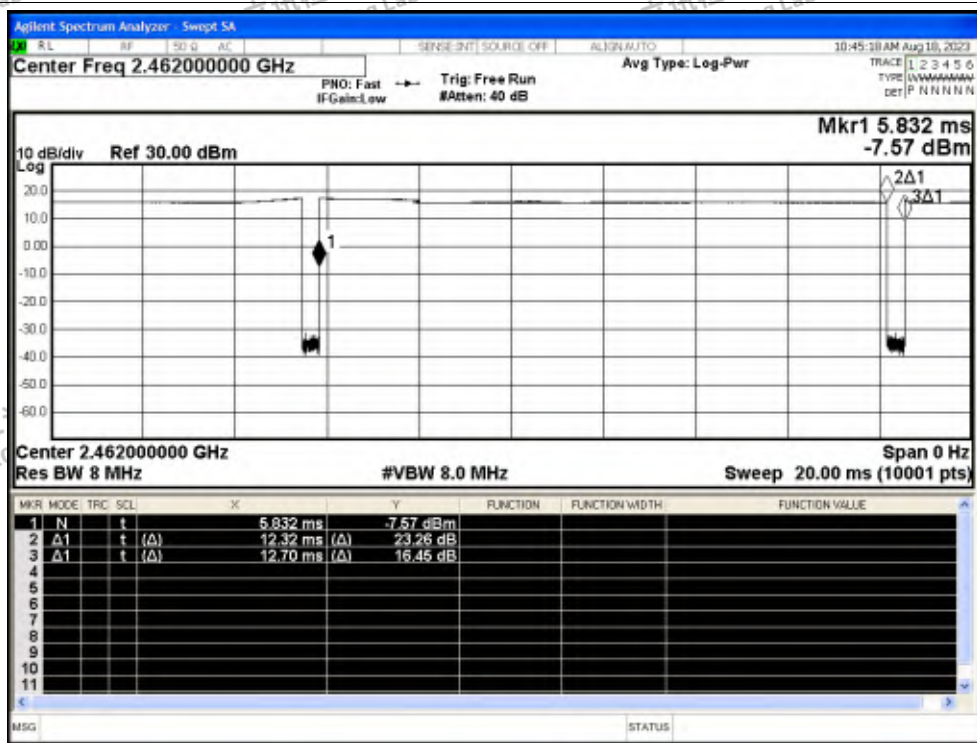 Agilent Spectrum Analyzer - Swept SA
RL RF 50 Ω AC SENSE:INT SOURCE OFF ALIGN AUTO 10:45:18 AM Aug 18, 2023
Center Freq 2.462000000 GHz
PNO: Fast
IFGain:Low
Trig: Free Run
#Atten: 40 dB
Avg Type: Log-Pwr
TRACE 1 2 3 4 5 6
TYPE
DET P N N N N N
Mkr1 5.832 ms
-7.57 dBm
10 dB/div Ref 30.00 dBm
Log
20.0
10.0
0.00
-10.0
-20.0
-30.0
-40.0
-50.0
-60.0
1
2Δ1
3Δ1
Center 2.462000000 GHz Span 0 Hz
Res BW 8 MHz #VBW 8.0 MHz Sweep 20.00 ms (10001 pts)
MKR MODE TRC SCL X Y FUNCTION FUNCTION WIDTH FUNCTION VALUE
1 N t 5.832 ms -7.57 dBm
2 Δ1 t (Δ) 12.32 ms (Δ) 23.26 dB
3 Δ1 t (Δ) 12.70 ms (Δ) 16.45 dB
4
5
6
7
8
9
10
11
MSG STATUS